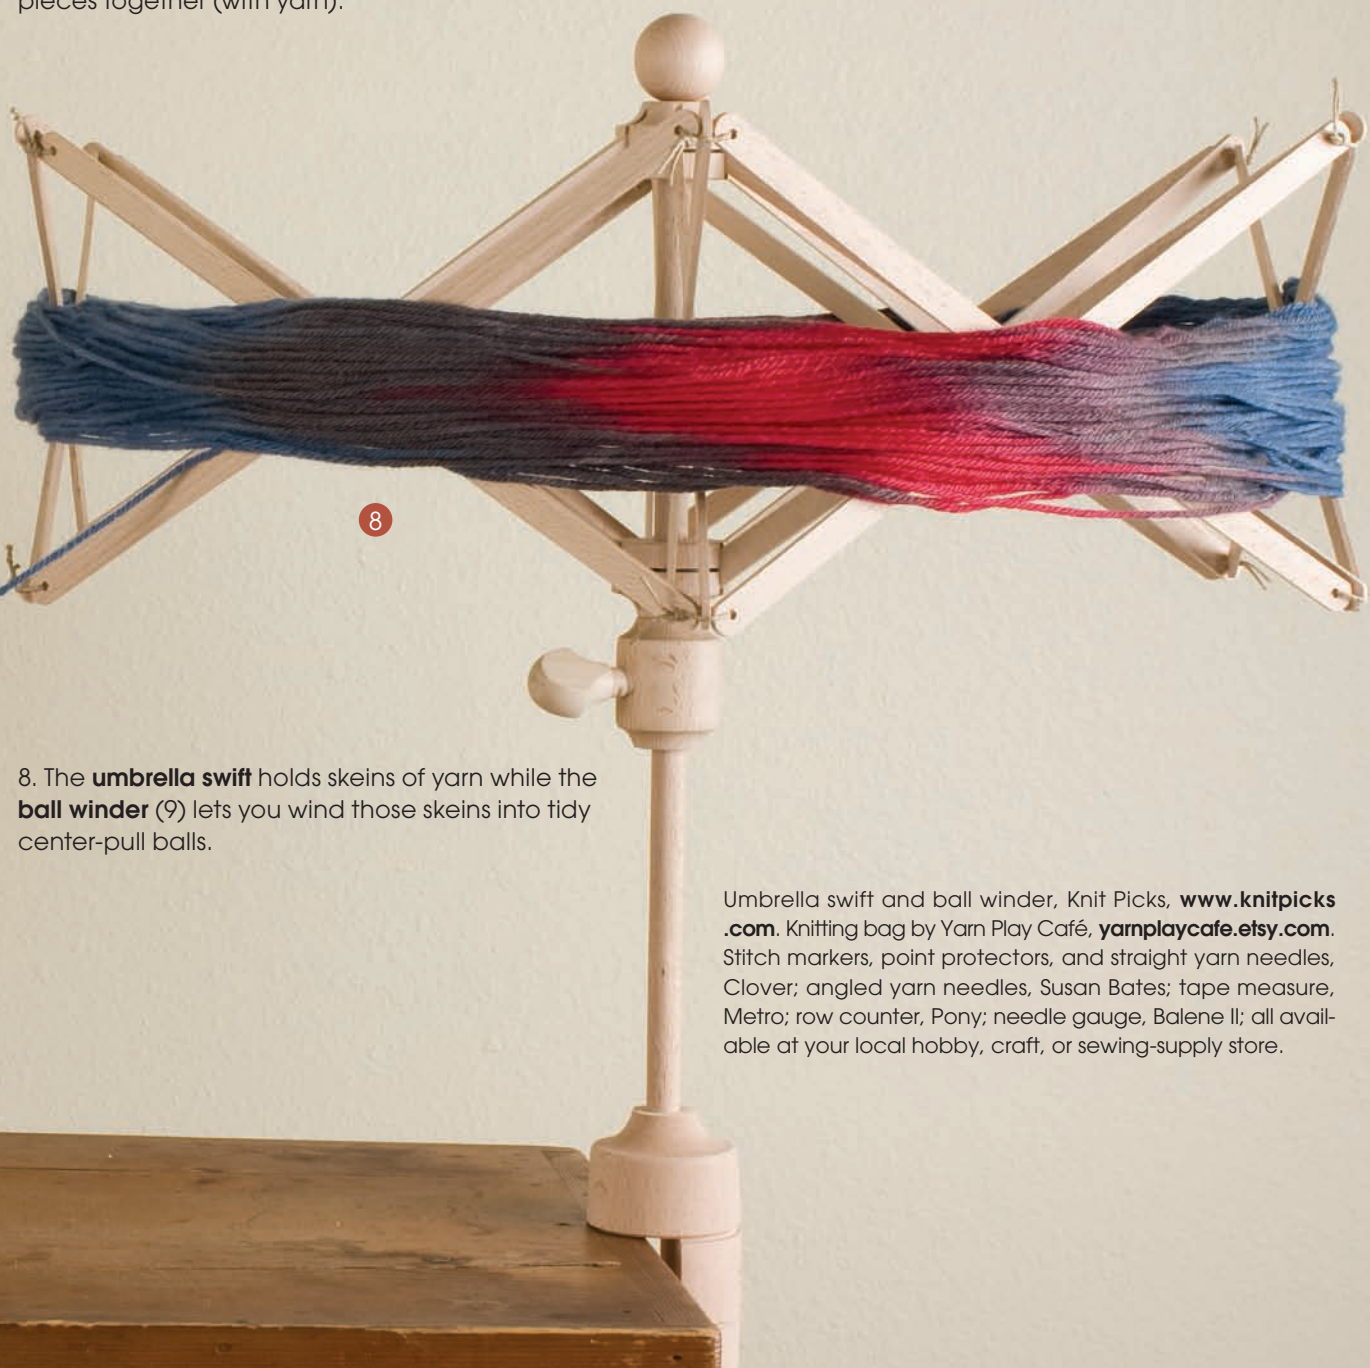 pieces together (with yarn).
8
8. The umbrella swift holds skeins of yarn while the
ball winder (9) lets you wind those skeins into tidy
center-pull balls.
Umbrella swift and ball winder, Knit Picks, www.knitpicks
.com. Knitting bag by Yarn Play Café, yarnplaycafe.etsy.com.
Stitch markers, point protectors, and straight yarn needles,
Clover; angled yarn needles, Susan Bates; tape measure,
Metro; row counter, Pony; needle gauge, Balene II; all avail-
able at your local hobby, craft, or sewing-supply store.